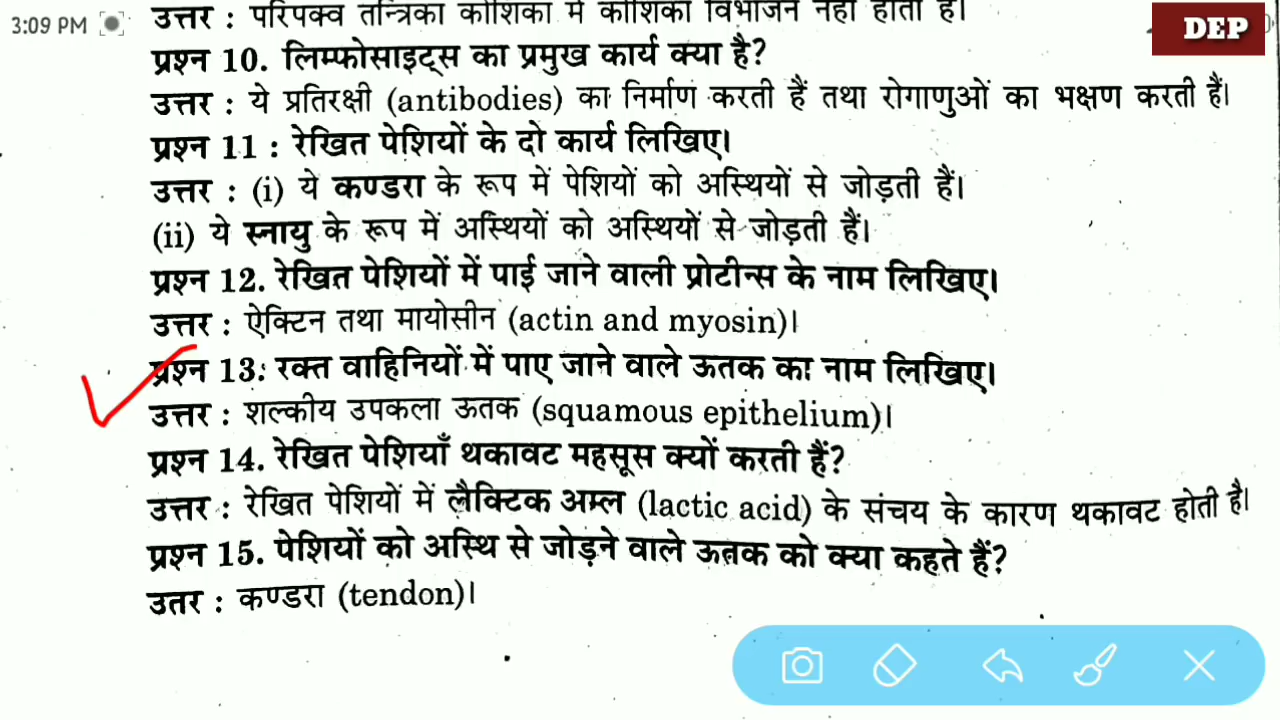 3:09 PM
DEP
उत्तर : परिपक्व तन्त्रिका कोशिका में कोशिका विभाजन नहीं होता है।
प्रश्न 10. लिम्फोसाइट्स का प्रमुख कार्य क्या है?
उत्तर : ये प्रतिरक्षी (antibodies) का निर्माण करती हैं तथा रोगाणुओं का भक्षण करती हैं।
प्रश्न 11 : रेखित पेशियों के दो कार्य लिखिए।
उत्तर : (i) ये कण्डरा के रूप में पेशियों को अस्थियों से जोड़ती हैं।
(ii) ये स्नायु के रूप में अस्थियों को अस्थियों से जोड़ती हैं।
प्रश्न 12. रेखित पेशियों में पाई जाने वाली प्रोटीन्स के नाम लिखिए।
उत्तर : ऐक्टिन तथा मायोसीन (actin and myosin)।
प्रश्न 13: रक्त वाहिनियों में पाए जाने वाले ऊतक का नाम लिखिए।
उत्तर : शल्कीय उपकला ऊतक (squamous epithelium)।
प्रश्न 14. रेखित पेशियाँ थकावट महसूस क्यों करती हैं?
उत्तर : रेखित पेशियों में लैक्टिक अम्ल (lactic acid) के संचय के कारण थकावट होती है।
प्रश्न 15. पेशियों को अस्थि से जोड़ने वाले ऊतक को क्या कहते हैं?
उतर : कण्डरा (tendon)।